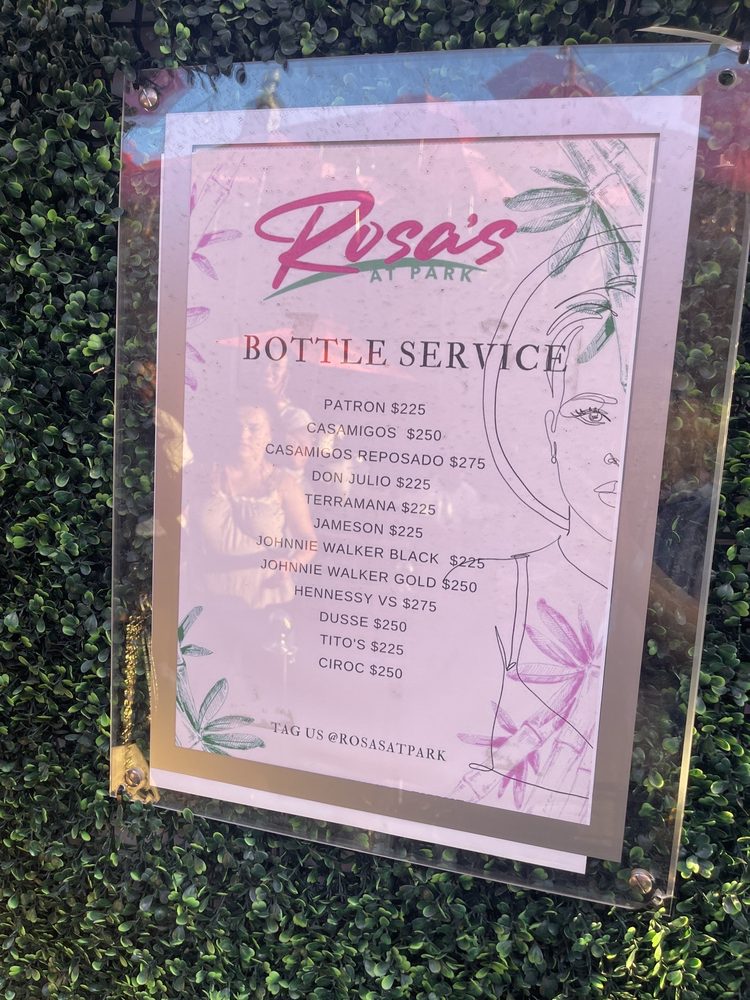 Rosa's
AT PARK
BOTTLE SERVICE
PATRON $225
CASAMIGOS $250
CASAMIGOS REPOSADO $275
DON JULIO $225
TERRAMANA $225
JAMESON $225
JOHNNIE WALKER BLACK $225
JOHNNIE WALKER GOLD $250
HENNESSY VS $275
DUSSE $250
TITO'S $225
CIROC $250
TAG US @ROSASATPARK